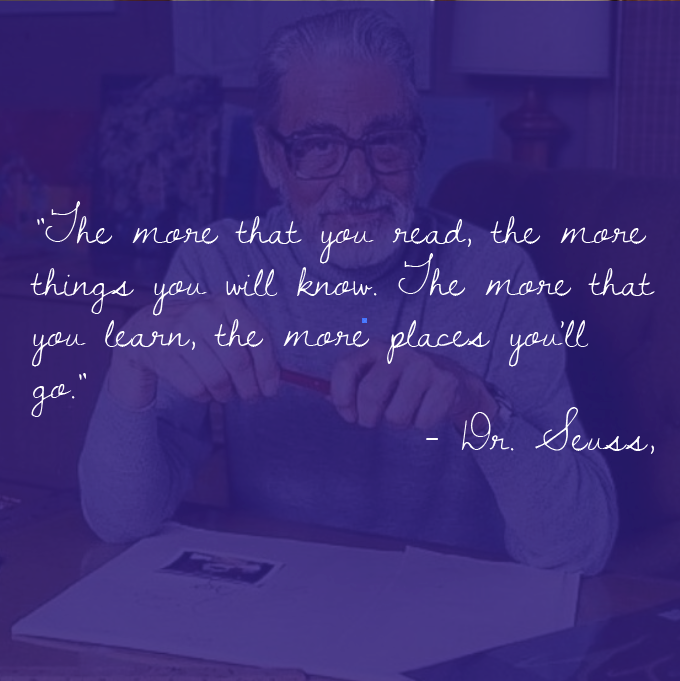 "The more that you read, the more
things you will know. The more that
you learn, the more places you'll
go."
- Dr. Seuss,